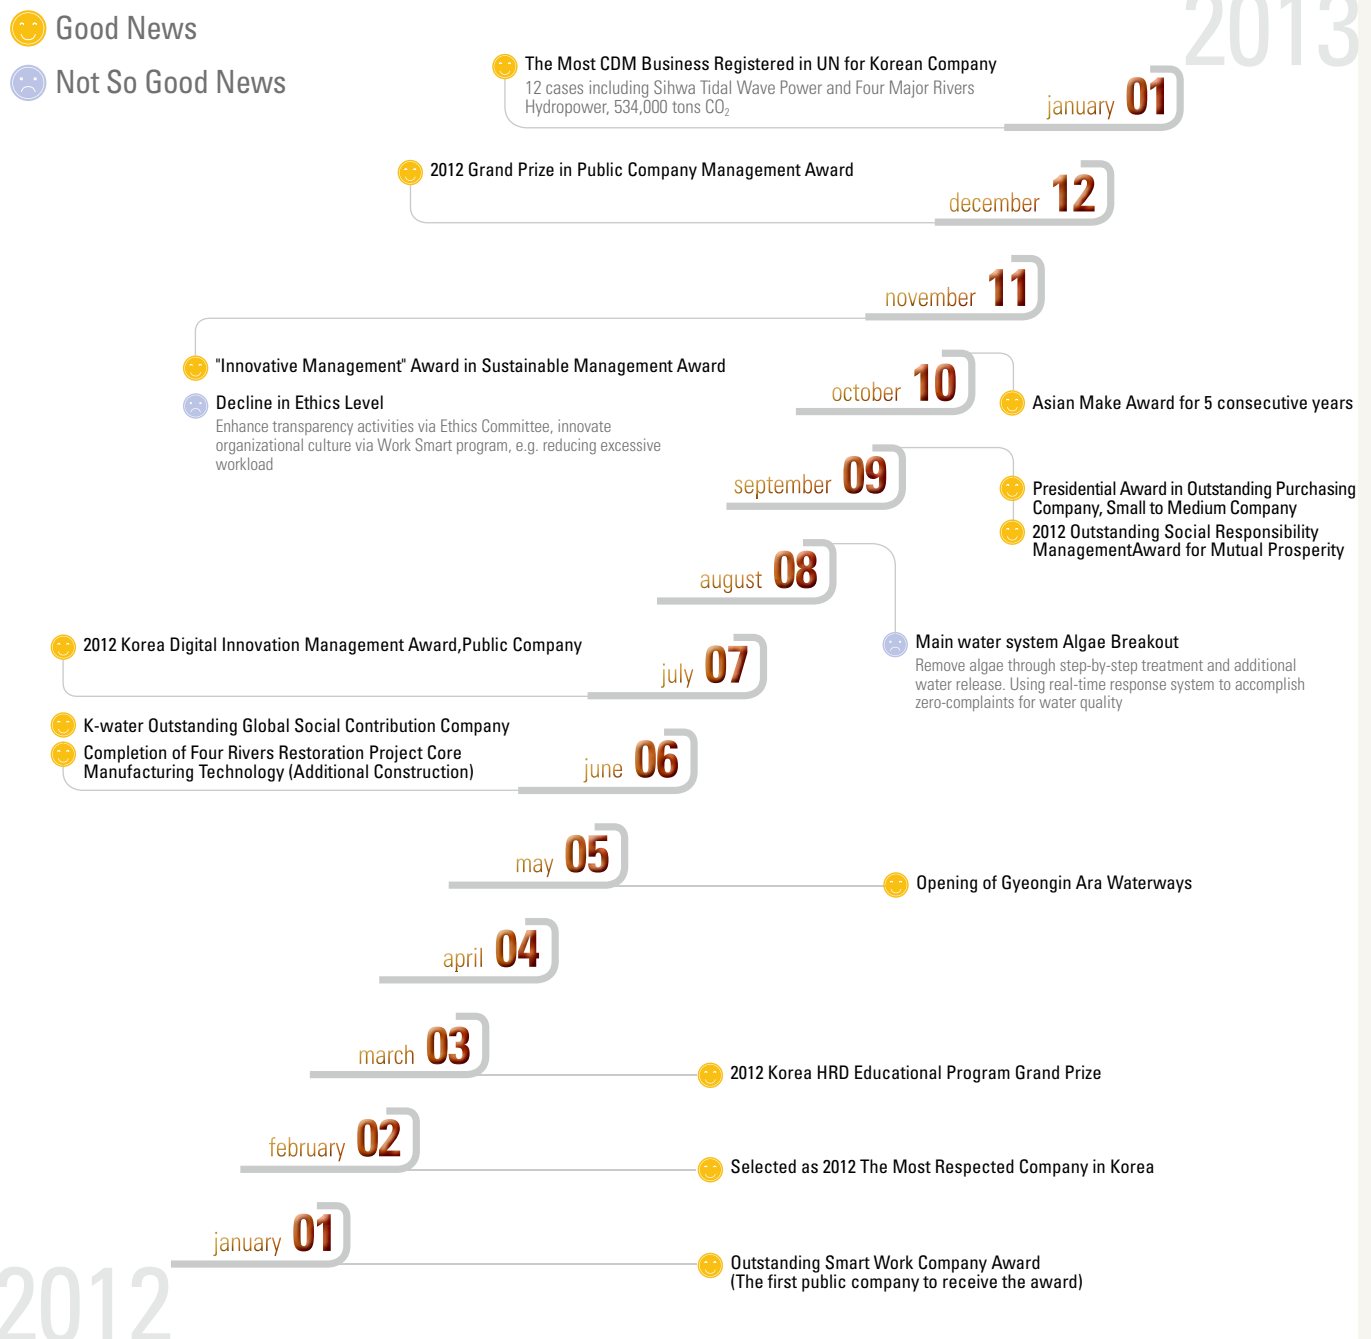 Good News
Not So Good News
2013
The Most CDM Business Registered in UN for Korean Company
12 cases including Sihwa Tidal Wave Power and Four Major Rivers
Hydropower, 534,000 tons CO₂
january 01
2012 Grand Prize in Public Company Management Award
december 12
november 11
"Innovative Management" Award in Sustainable Management Award
Decline in Ethics Level
Enhance transparency activities via Ethics Committee, innovate
organizational culture via Work Smart program, e.g. reducing excessive
workload
october 10
Asian Make Award for 5 consecutive years
september 09
Presidential Award in Outstanding Purchasing
Company, Small to Medium Company
2012 Outstanding Social Responsibility
ManagementAward for Mutual Prosperity
august 08
Main water system Algae Breakout
Remove algae through step-by-step treatment and additional
water release. Using real-time response system to accomplish
zero-complaints for water quality
2012 Korea Digital Innovation Management Award,Public Company
july 07
K-water Outstanding Global Social Contribution Company
Completion of Four Rivers Restoration Project Core
Manufacturing Technology (Additional Construction)
june 06
may 05
Opening of Gyeongin Ara Waterways
april 04
march 03
2012 Korea HRD Educational Program Grand Prize
february 02
Selected as 2012 The Most Respected Company in Korea
january 01
Outstanding Smart Work Company Award
(The first public company to receive the award)
2012